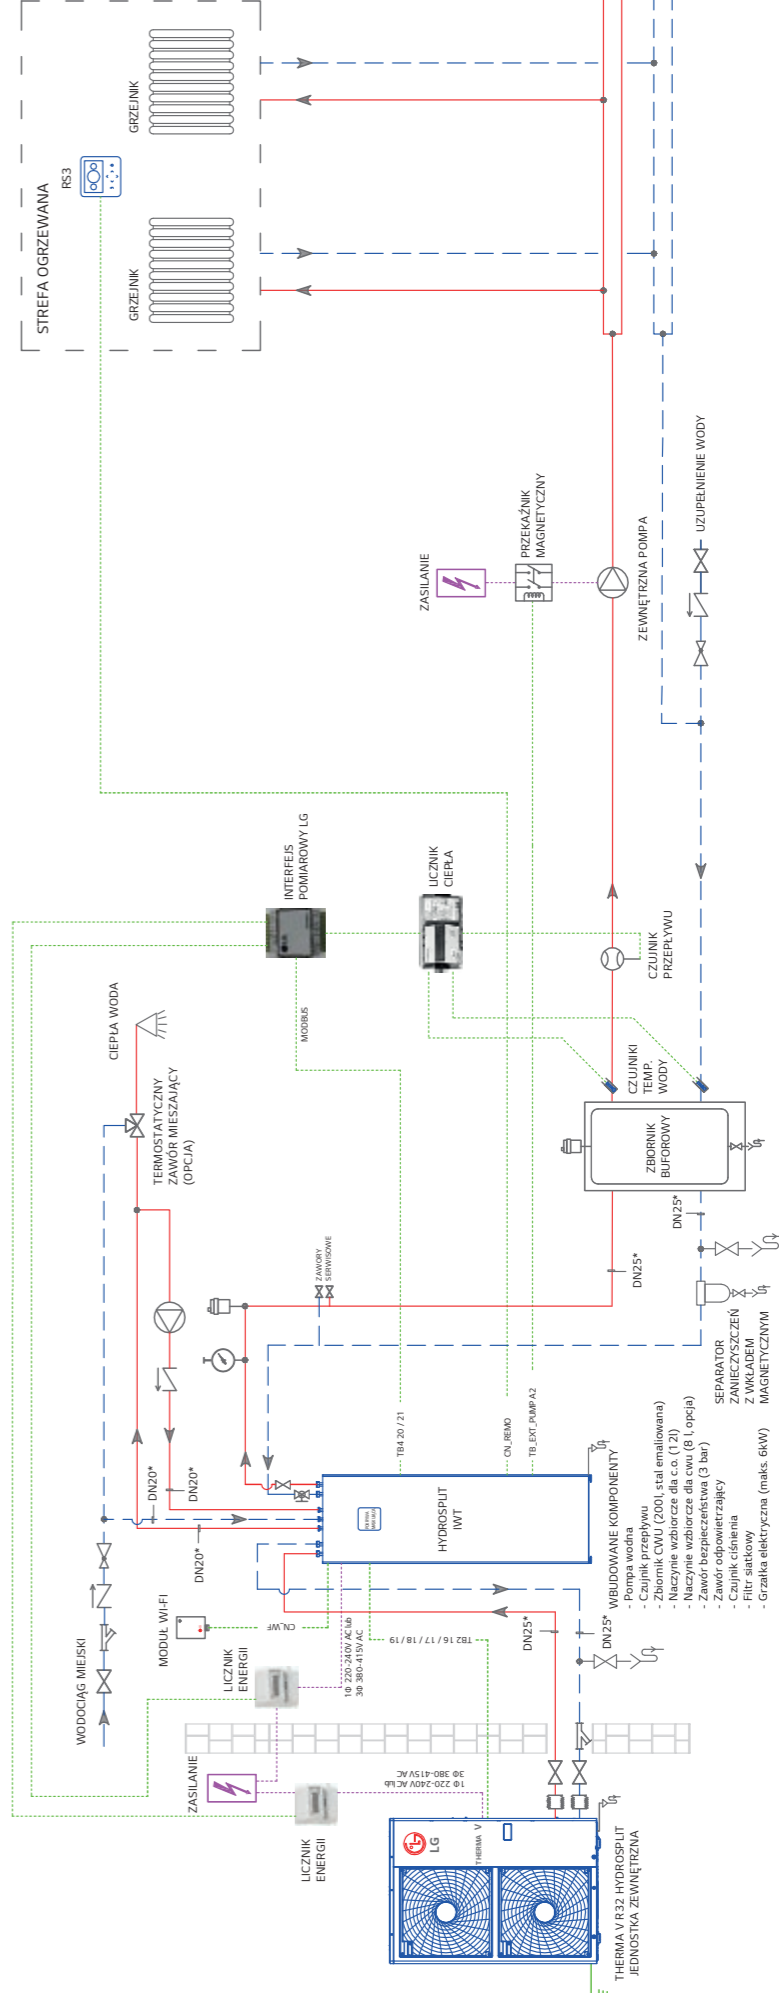 STREFA OGRZEWANA
RS3
GRZEJNIK
GRZEJNIK
ZASILANIE
PRZEKAŹNIK
MAGNETYCZNY
ZEWNĘTRZNA POMPA
UZUPEŁNIENIE WODY
INTERFEJS
POMIAROWY LG
LICZNIK
CIEPŁA
CZUJNIK
PRZEPŁYWU
CZUJNIKI
TEMP.
WODY
MODBUS
CIEPŁA WODA
TERMOSTATYCZNY
ZAWÓR MIESZAJĄCY
(OPCJA)
ZBIORNIK
BUFOROWY
DN25*
DN25*
ZAWORY
SERWISOWE
SEPARATOR
ZANIECZYSZCZEŃ
Z WKŁADEM
MAGNETYCZNYM
TB4 20 / 21
CN_REMO
TB_EXT_PUMP A2
DN20*
DN20*
DN20*
HYDROSPLIT
IWT
WBUDOWANE KOMPONENTY
- Pompa wodna
- Czujnik przepływu
- Zbiornik CWU (200l, stal emaliowana)
- Naczynie wzbiorcze dla c.o. (12l)
- Naczynie wzbiorcze dla cwu (8 l, opcja)
- Zawór bezpieczeństwa (3 bar)
- Zawór odpowietrzający
- Czujnik ciśnienia
- Filtr siatkowy
- Grzałka elektryczna (maks. 6kW)
WODOCIĄG MIEJSKI
MODUŁ WI-FI
CN_WF
LICZNIK
ENERGII
1Φ 220-240V AC lub
3Φ 380-415V AC
TB2 16 / 17 / 18 / 19
DN25*
DN25*
ZASILANIE
LICZNIK
ENERGII
1Φ 220-240V AC lub
3Φ 380-415V AC
LG
THERMA V
THERMA V R32 HYDROSPLIT
JEDNOSTKA ZEWNĘTRZNA